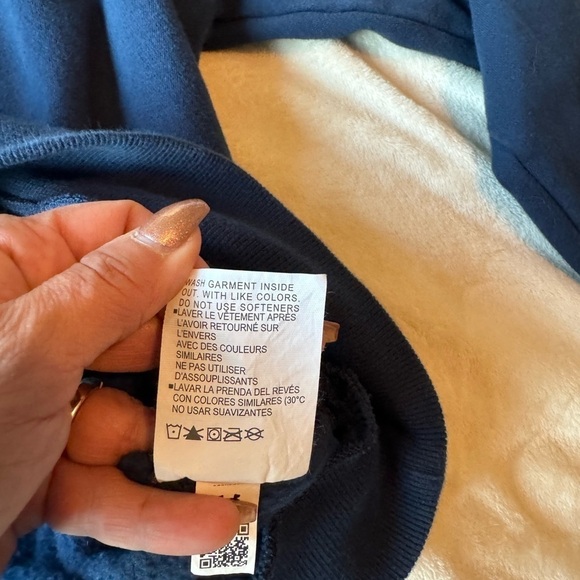 WASH GARMENT INSIDE
OUT. WITH LIKE COLORS.
DO NOT USE SOFTENERS
▪LAVER LE VÊTEMENT APRÈS
L'AVOIR RETOURNÉ SUR
L'ENVERS
AVEC DES COULEURS
SIMILAIRES
NE PAS UTILISER
D'ASSOUPLISSANTS
▪LAVAR LA PRENDA DEL REVÉS
CON COLORES SIMILARES (30°C
NO USAR SUAVIZANTES